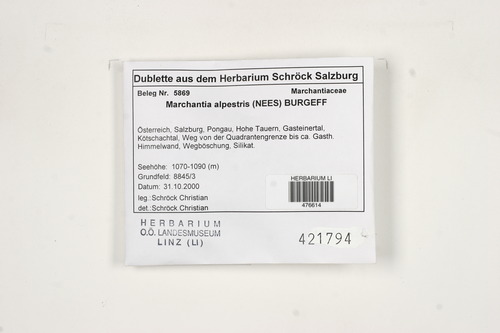 Dublette aus dem Herbarium Schröck Salzburg
Beleg Nr. 5869 Marchantiaceae
Marchantia alpestris (NEES) BURGEFF
Österreich, Salzburg, Pongau, Hohe Tauern, Gasteinertal,
Kötschachtal, Weg von der Quadrantengrenze bis ca. Gasth.
Himmelwand, Wegböschung, Silikat.
Seehöhe: 1070-1090 (m)
Grundfeld: 8845/3
Datum: 31.10.2000
leg.:Schröck Christian
det.:Schröck Christian
HERBARIUM LI
476614
HERBARIUM
O.Ö. LANDESMUSEUM
LINZ (LI)
421794